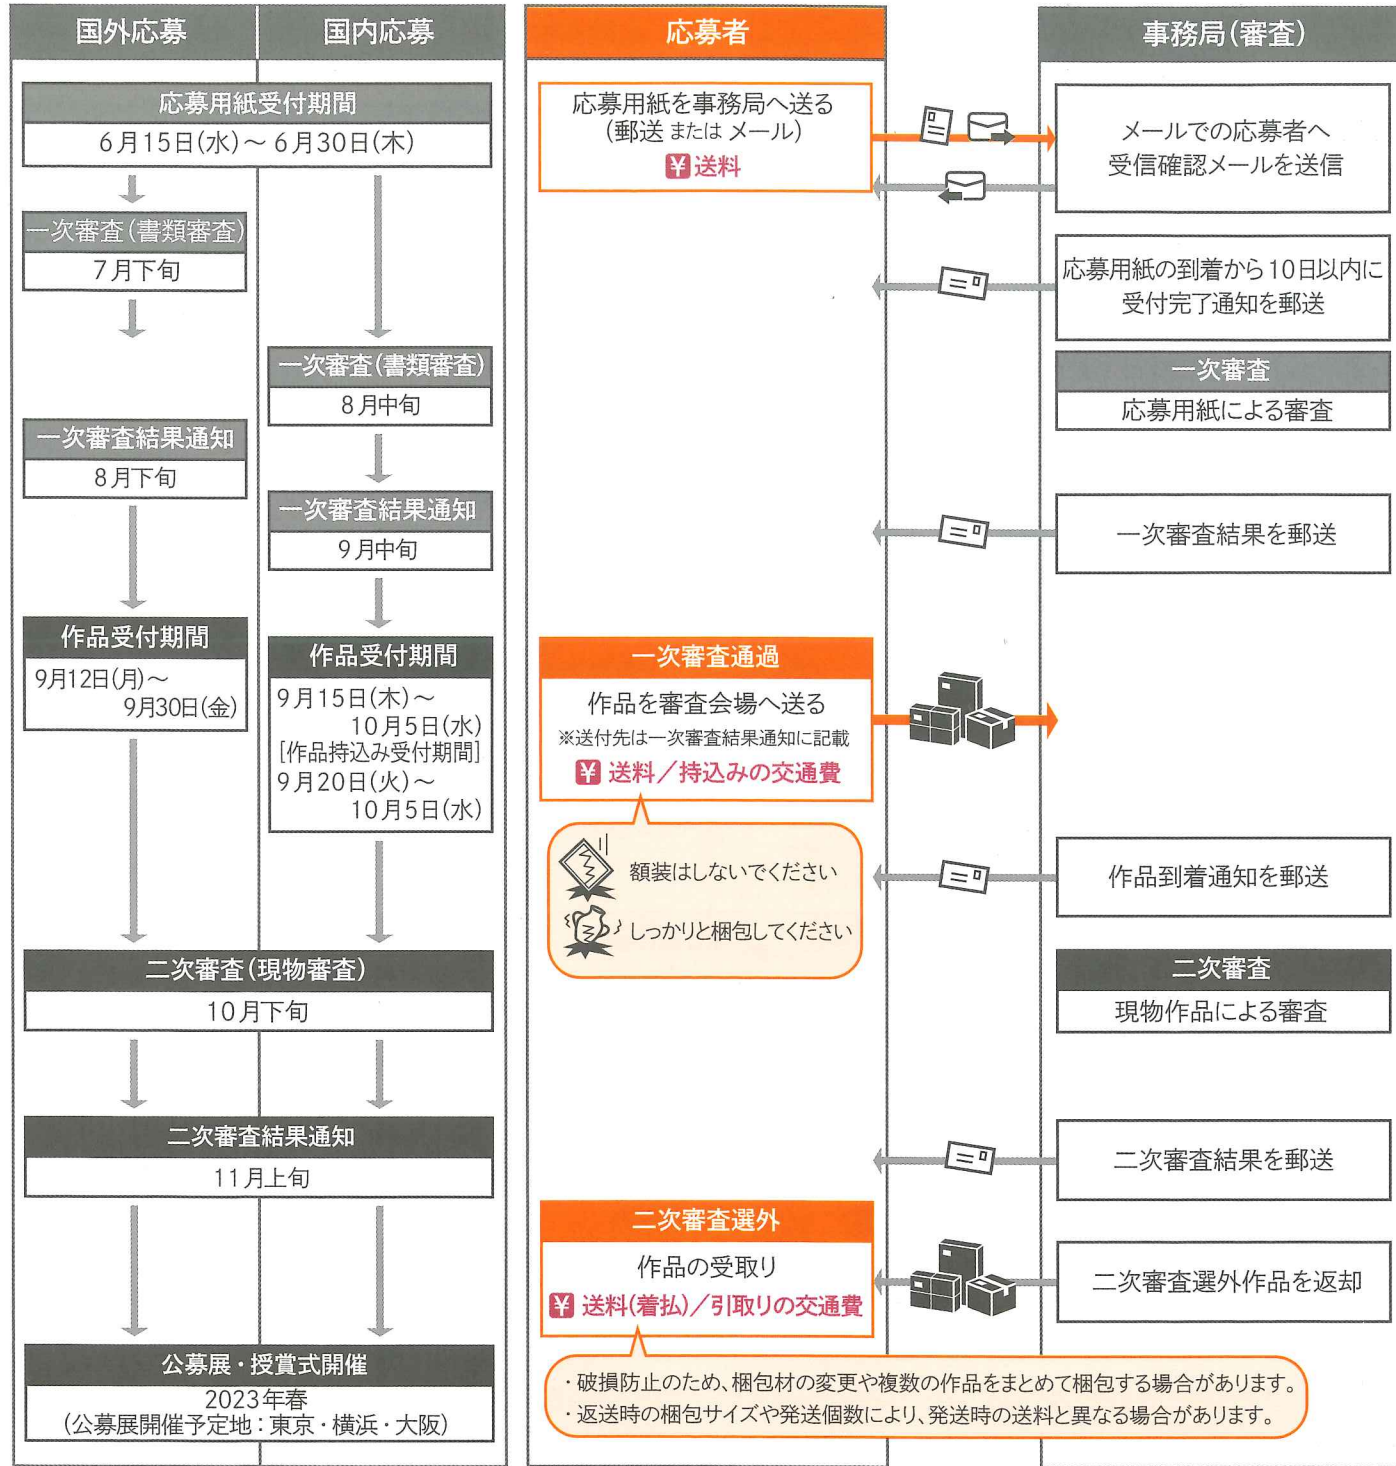 国外応募
国内応募
応募用紙受付期間
6月15日(水)～6月30日(木)
一次審査(書類審査)
7月下旬
一次審査(書類審査)
8月中旬
一次審査結果通知
8月下旬
一次審査結果通知
9月中旬
作品受付期間
9月12日(月)～
9月30日(金)
作品受付期間
9月15日(木)～
10月5日(水)
[作品持込み受付期間]
9月20日(火)～
10月5日(水)
二次審査(現物審査)
10月下旬
二次審査結果通知
11月上旬
公募展・授賞式開催
2023年春
(公募展開催予定地：東京・横浜・大阪)
応募者
応募用紙を事務局へ送る
(郵送 または メール)
¥ 送料
一次審査通過
作品を審査会場へ送る
※送付先は一次審査結果通知に記載
¥ 送料／持込みの交通費
額装はしないでください
しっかりと梱包してください
二次審査選外
作品の受取り
¥ 送料(着払)／引取りの交通費
・破損防止のため、梱包材の変更や複数の作品をまとめて梱包する場合があります。
・返送時の梱包サイズや発送個数により、発送時の送料と異なる場合があります。
事務局(審査)
メールでの応募者へ
受信確認メールを送信
応募用紙の到着から10日以内に
受付完了通知を郵送
一次審査
応募用紙による審査
一次審査結果を郵送
作品到着通知を郵送
二次審査
現物作品による審査
二次審査結果を郵送
二次審査選外作品を返却